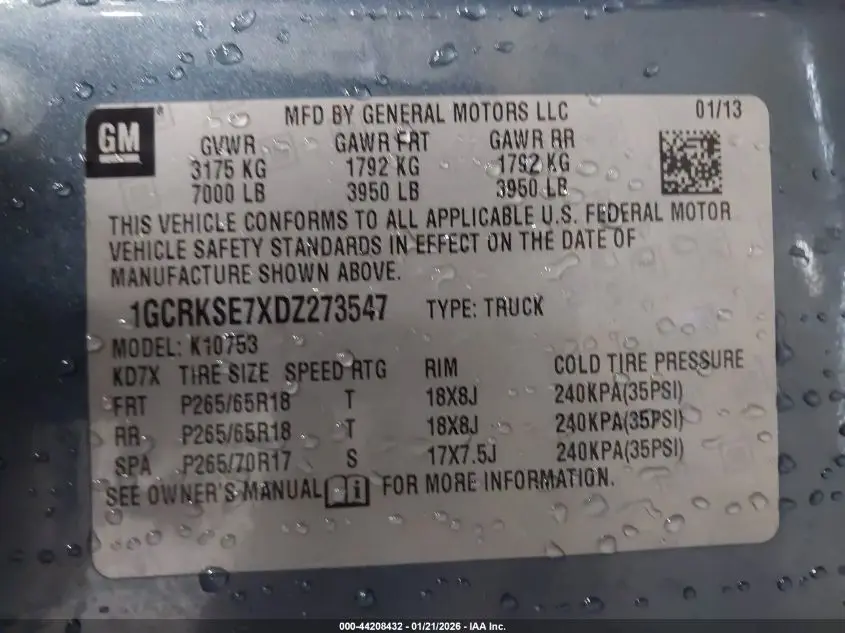 GM
MFD BY GENERAL MOTORS LLC 01/13
GVWR GAWR FRT GAWR RR
3175 KG 1792 KG 1792 KG
7000 LB 3950 LB 3950 LB
THIS VEHICLE CONFORMS TO ALL APPLICABLE U.S. FEDERAL MOTOR
VEHICLE SAFETY STANDARDS IN EFFECT ON THE DATE OF
MANUFACTURE SHOWN ABOVE.
1GCRKSE7XDZ273547 TYPE: TRUCK
MODEL: K10753
KD7X TIRE SIZE SPEED RTG RIM COLD TIRE PRESSURE
FRT P265/65R18 T 18X8J 240KPA(35PSI)
RR P265/65R18 T 18X8J 240KPA(35PSI)
SPA P265/70R17 S 17X7.5J 240KPA(35PSI)
SEE OWNER'S MANUAL FOR MORE INFORMATION.
000-44208432 - 01/21/2026 - IAA Inc.